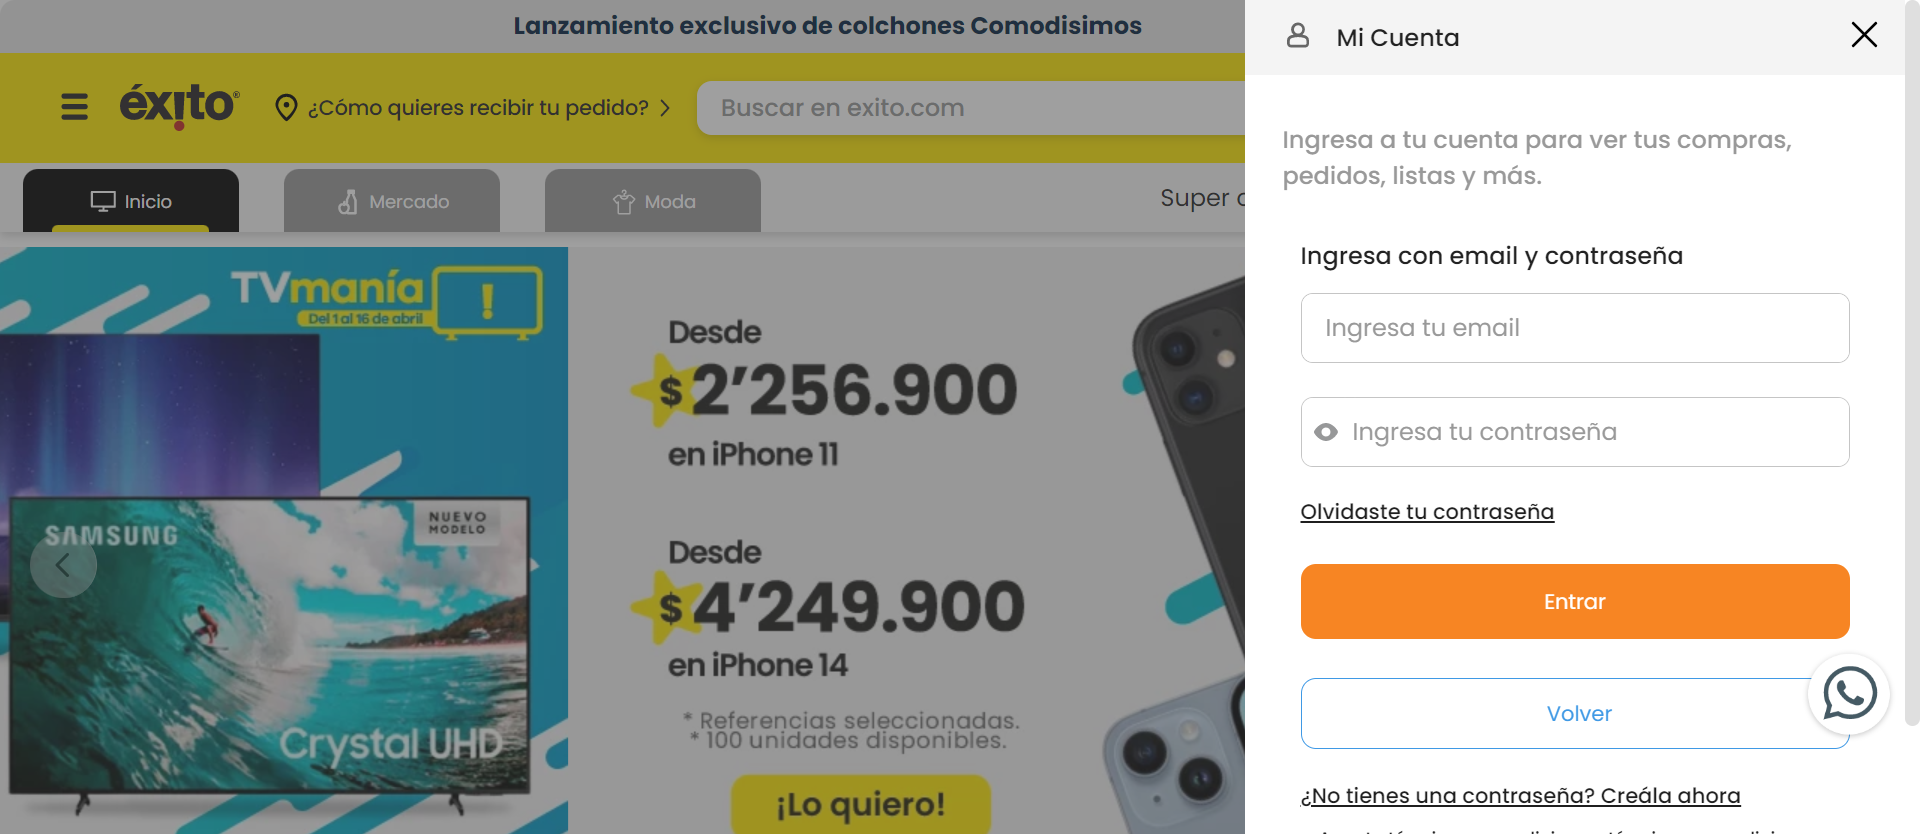 Lanzamiento exclusivo de colchones Comodisimos
éxito®
¿Cómo quieres recibir tu pedido?
Buscar en exito.com
Inicio
Mercado
Moda
Super
TVmanía
Del 1 al 16 de abril
SAMSUNG
NUEVO
MODELO
Crystal UHD
Desde
$2’256.900
en iPhone 11
Desde
$4’249.900
en iPhone 14
* Referencias seleccionadas.
* 100 unidades disponibles.
¡Lo quiero!
Mi Cuenta
Ingresa a tu cuenta para ver tus compras,
pedidos, listas y más.
Ingresa con email y contraseña
Ingresa tu email
Ingresa tu contraseña
Olvidaste tu contraseña
Entrar
Volver
¿No tienes una contraseña? Creála ahora